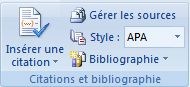 Insérer une
citation
Gérer les sources
Style : APA
Bibliographie
Citations et bibliographie